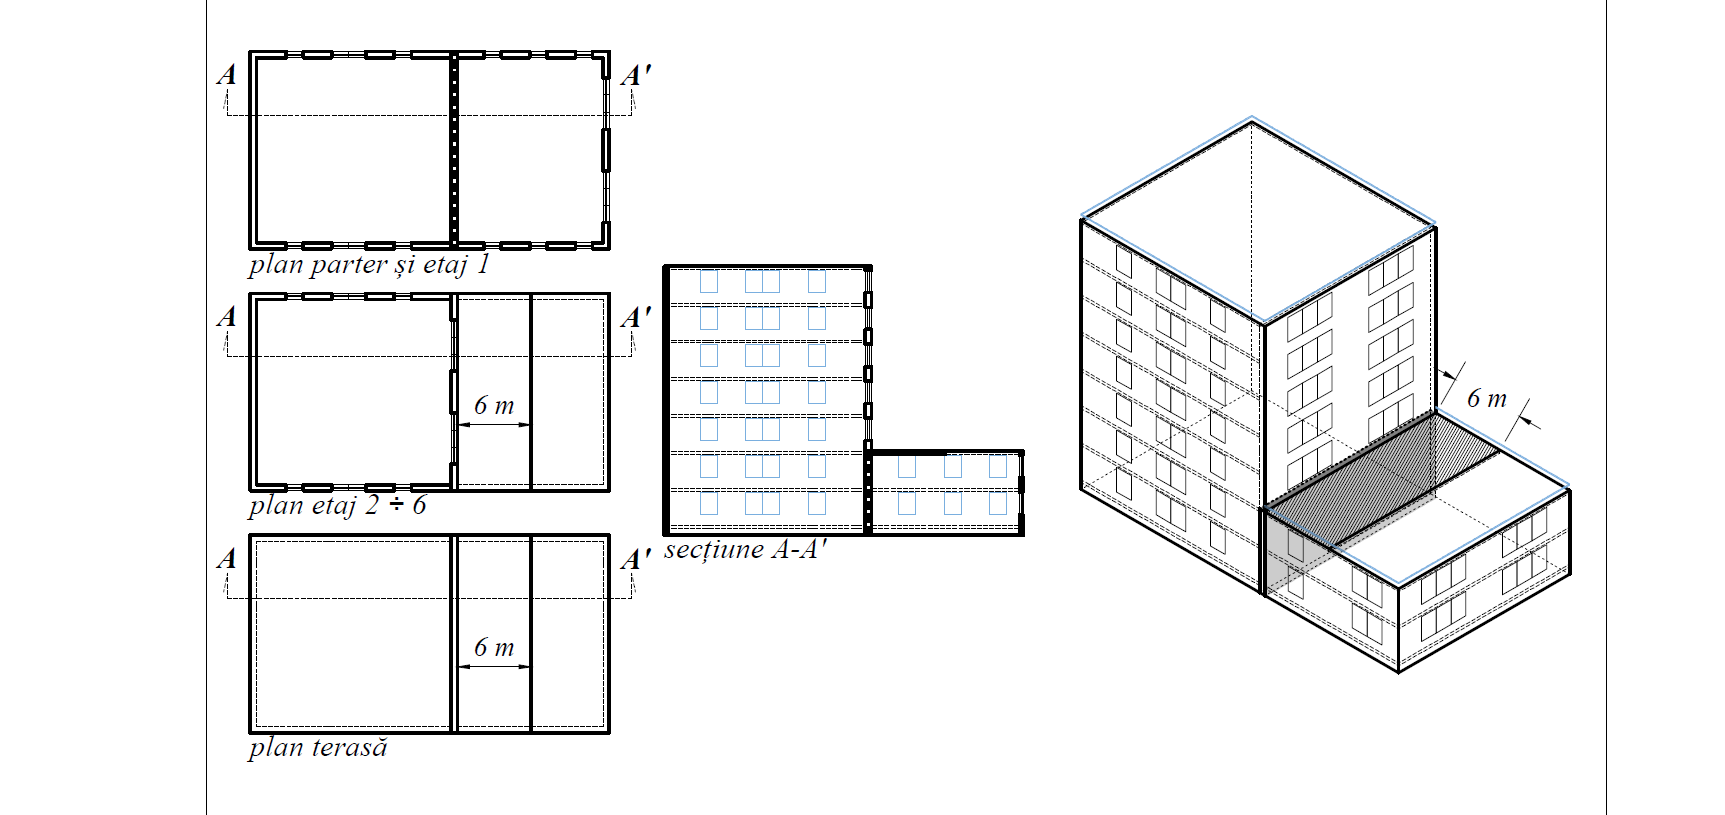 A A'
plan parter și etaj 1
A A'
6 m
plan etaj 2 ÷ 6
A A'
6 m
plan terasă
secțiune A-A'
6 m